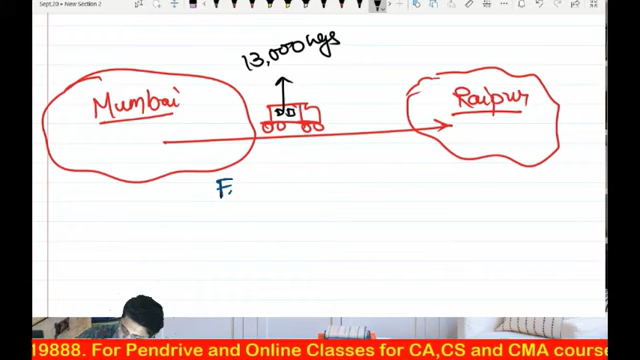 Sept.20 • New Section 2
13,000 kgs
Mumbai
Raipur
F.
19888. For Pendrive and Online Classes for CA,CS and CMA course